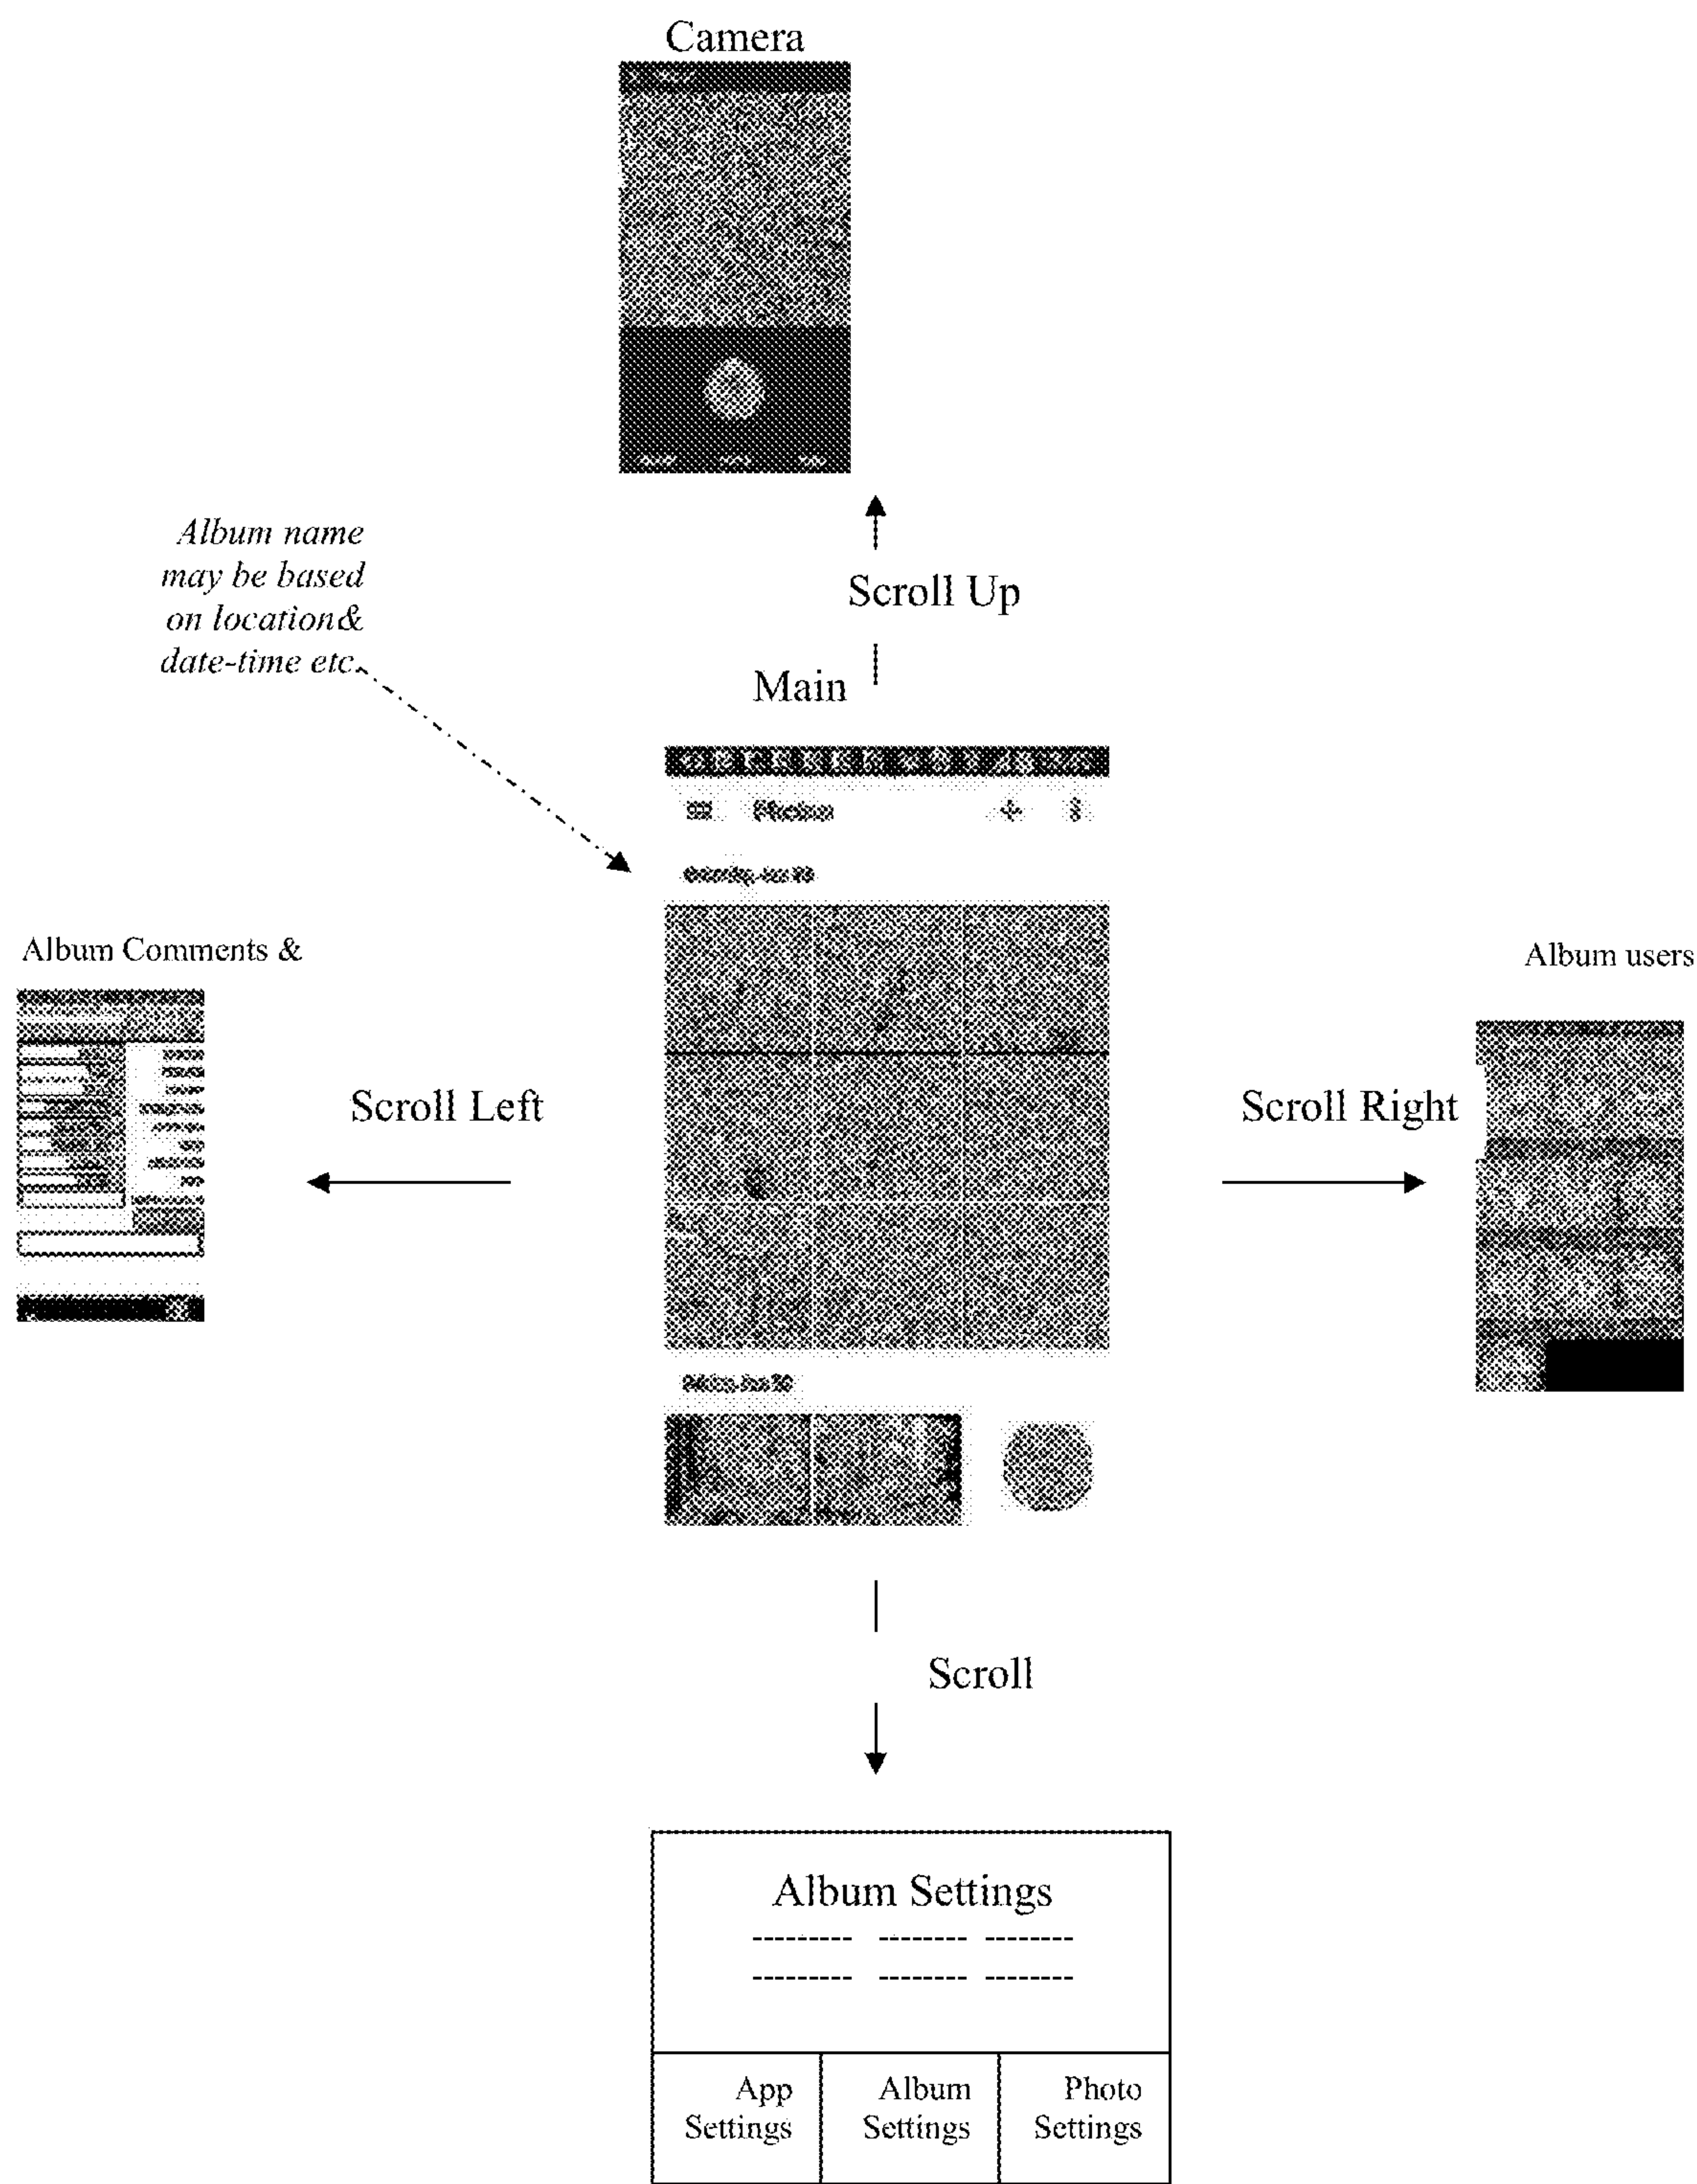 Camera
Album name
may be based
on location&
date-time etc.
Scroll Up
Main
Photos
Album Comments &
Album users
Scroll Left
Scroll Right
Scroll
Album Settings
App
Settings
Album
Settings
Photo
Settings